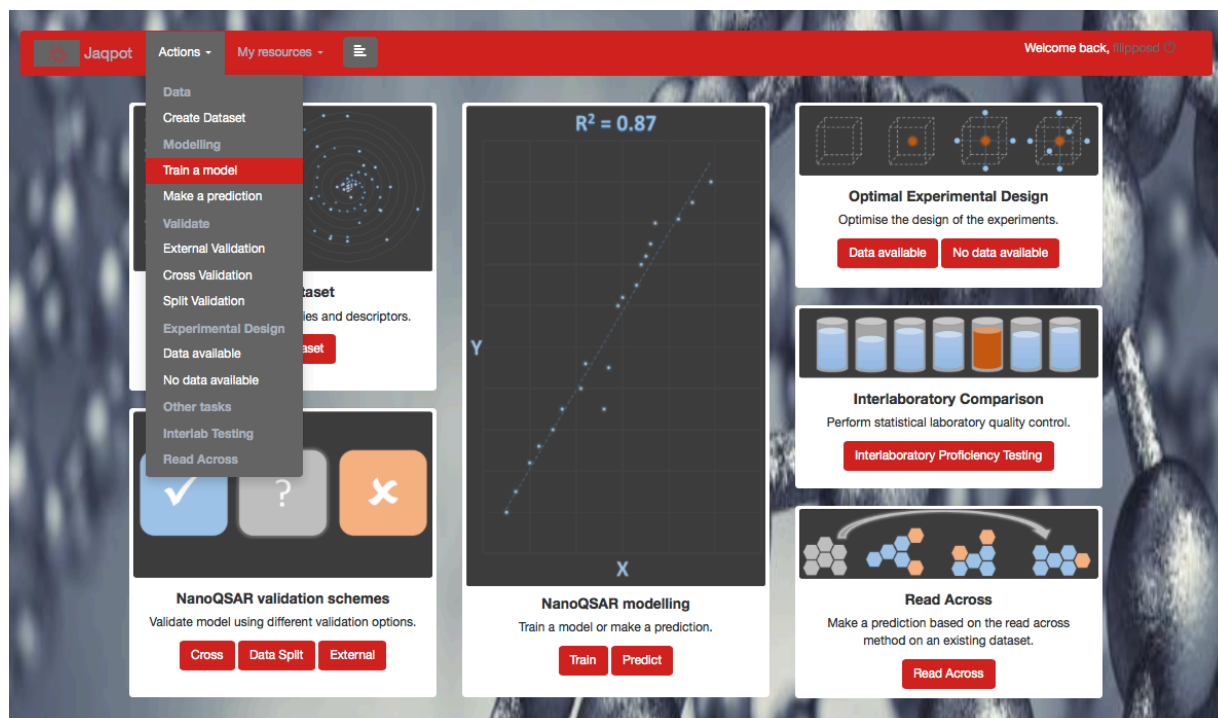 Jaqpot
Actions
My resources
Welcome back, filipposd
Data
Create Dataset
Modelling
Train a model
Make a prediction
Validate
External Validation
Cross Validation
Split Validation
Experimental Design
Data available
No data available
Other tasks
Interlab Testing
Read Across
taset
ies and descriptors.
aset
NanoQSAR validation schemes
Validate model using different validation options.
Cross
Data Split
External
R² = 0.87
Y
X
NanoQSAR modelling
Train a model or make a prediction.
Train
Predict
Optimal Experimental Design
Optimise the design of the experiments.
Data available
No data available
Interlaboratory Comparison
Perform statistical laboratory quality control.
Interlaboratory Proficiency Testing
Read Across
Make a prediction based on the read across
method on an existing dataset.
Read Across
?